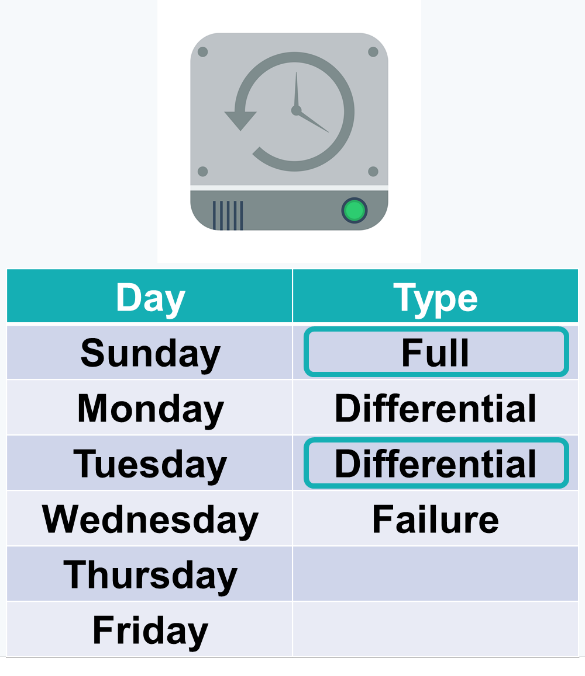 Day Type
Sunday Full
Monday Differential
Tuesday Differential
Wednesday Failure
Thursday
Friday